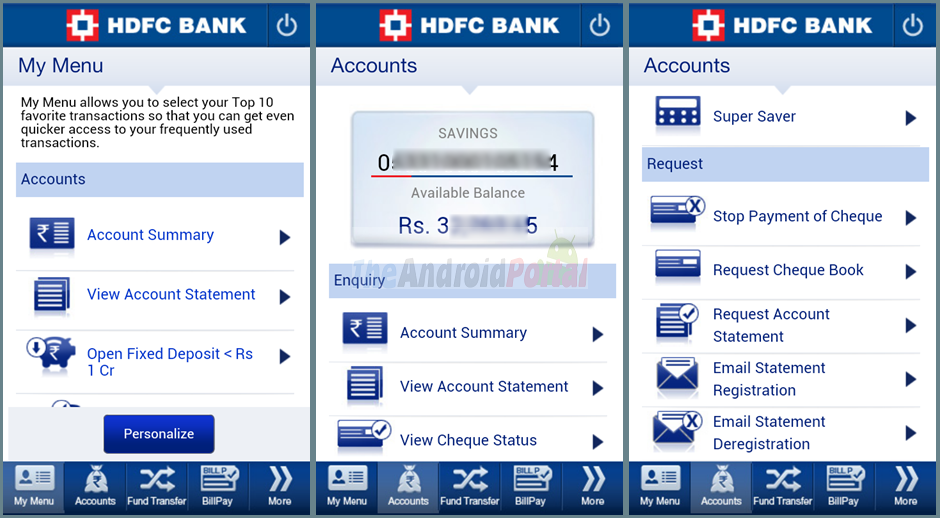 HDFC BANK
My Menu
My Menu allows you to select your Top 10
favorite transactions so that you can get even
quicker access to your frequently used
transactions.
Accounts
Account Summary
View Account Statement
Open Fixed Deposit < Rs
1 Cr
Personalize
My Menu
Accounts
Fund Transfer
BILL P
BillPay
More
HDFC BANK
Accounts
SAVINGS
Available Balance
Rs. 3
5
TheAndroidPortal
Enquiry
Account Summary
View Account Statement
View Cheque Status
My Menu
Accounts
Fund Transfer
BILL P
BillPay
More
HDFC BANK
Accounts
Super Saver
Request
Stop Payment of Cheque
Request Cheque Book
Request Account
Statement
Email Statement
Registration
Email Statement
Deregistration
My Menu
Accounts
Fund Transfer
BILL P
BillPay
More